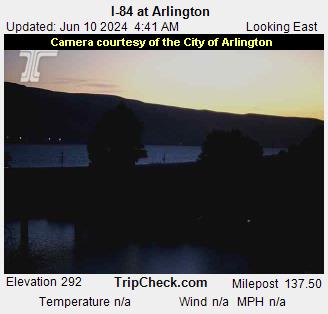 I-84 at Arlington
Updated: Jun 10 2024 4:41 AM Looking East
Camera courtesy of the City of Arlington
Elevation 292 TripCheck.com Milepost 137.50
Temperature n/a Wind n/a MPH n/a